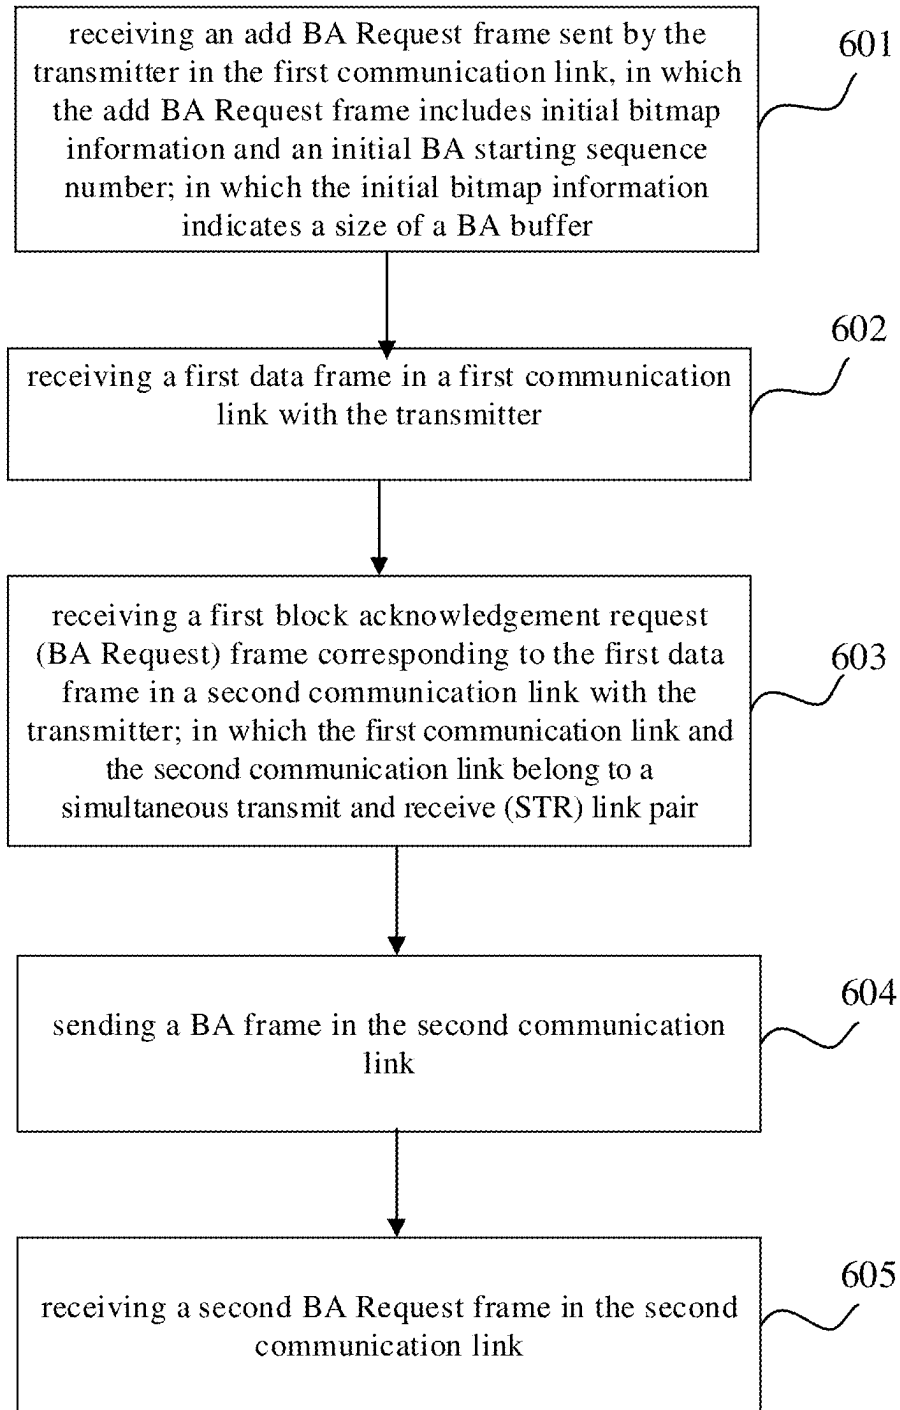 receiving an add BA Request frame sent by the
transmitter in the first communication link, in which
the add BA Request frame includes initial bitmap
information and an initial BA starting sequence
number; in which the initial bitmap information
indicates a size of a BA buffer
601
receiving a first data frame in a first communication
link with the transmitter
602
receiving a first block acknowledgement request
(BA Request) frame corresponding to the first data
frame in a second communication link with the
transmitter; in which the first communication link and
the second communication link belong to a
simultaneous transmit and receive (STR) link pair
603
sending a BA frame in the second communication
link
604
receiving a second BA Request frame in the second
communication link
605